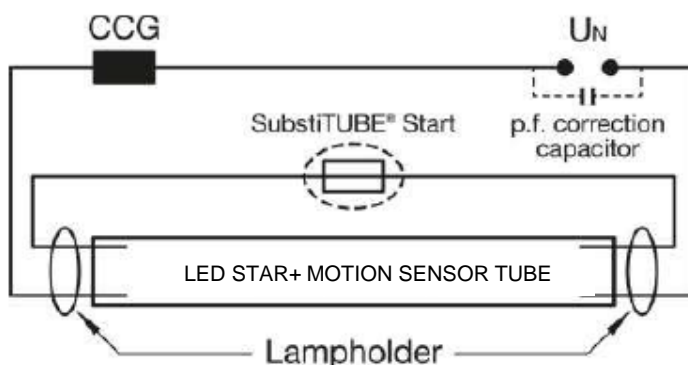 CCG
UN
SubstiTUBE® Start
p.f. correction
capacitor
LED STAR+ MOTION SENSOR TUBE
Lampholder